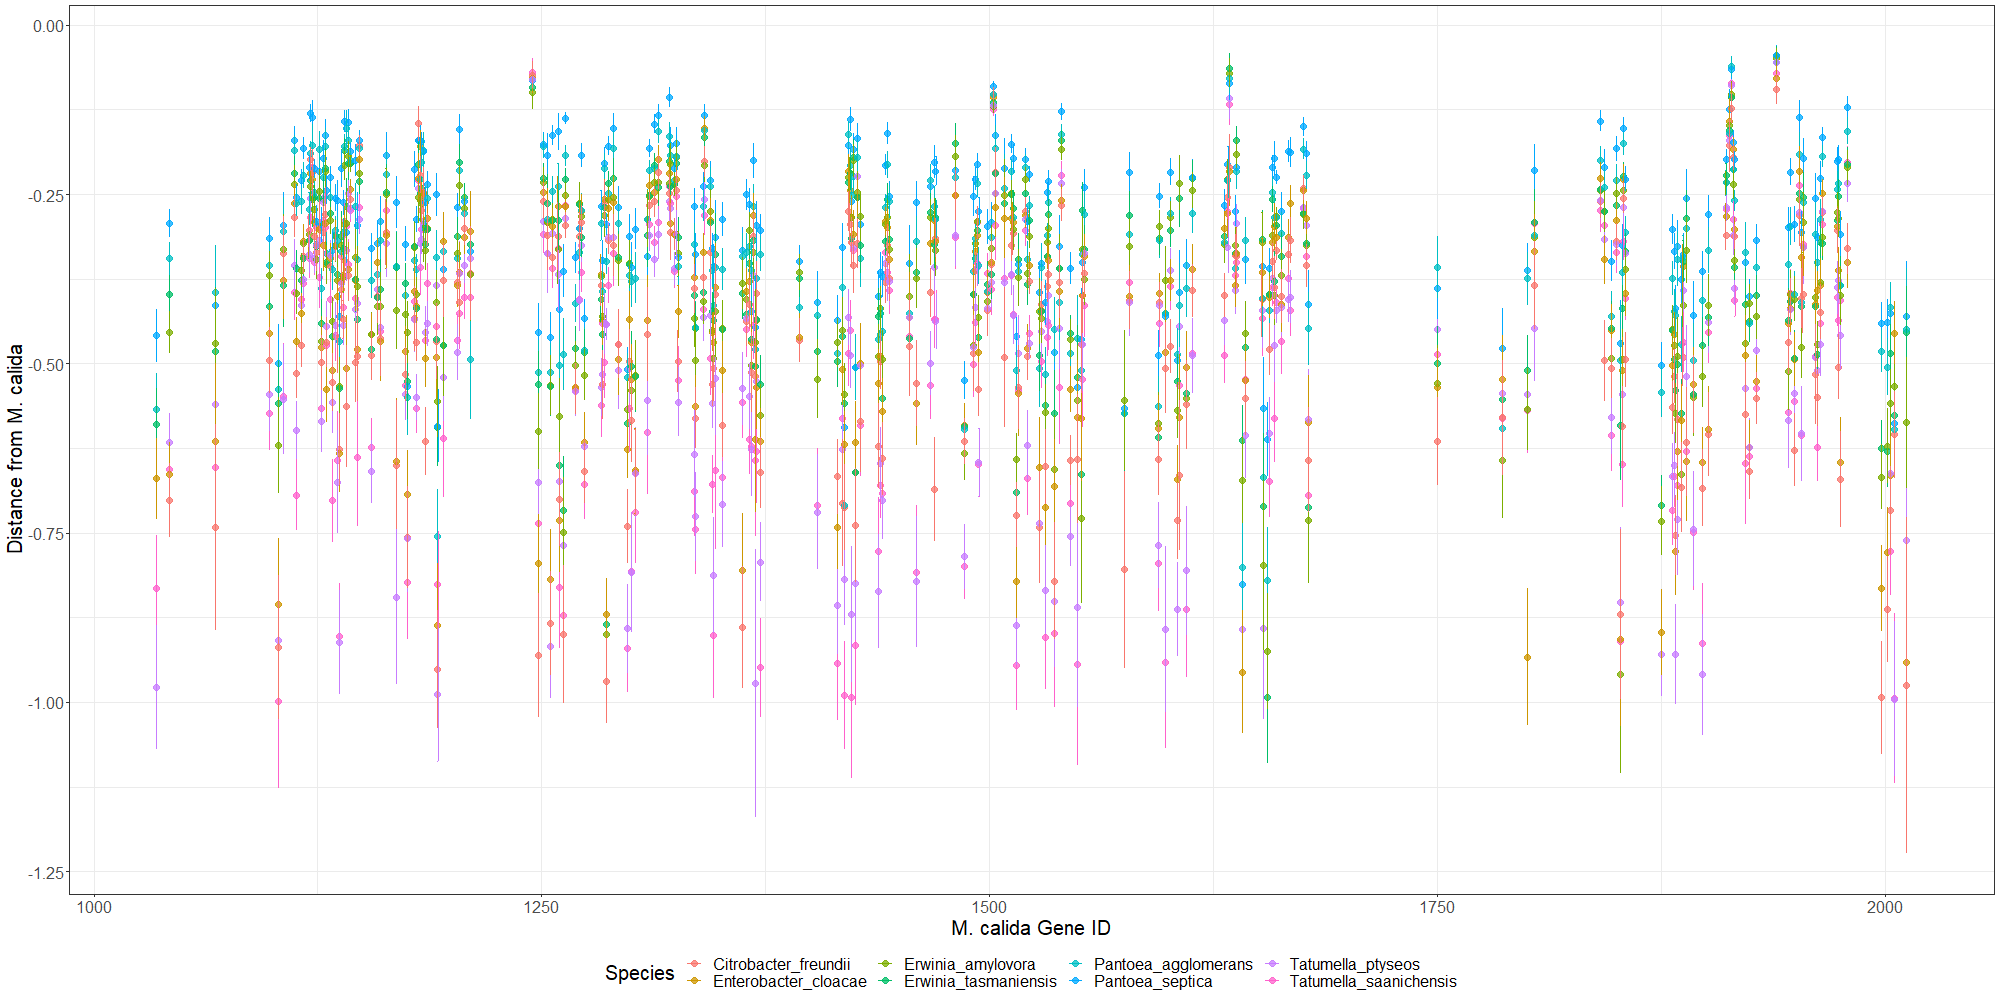 Distance from M. calida
0.00
-0.25
-0.50
-0.75
-1.00
-1.25
1000 1250 1500 1750 2000
M. calida Gene ID
Species
Citrobacter_freundii Erwinia_amylovora Pantoea_agglomerans Tatumella_ptyseos
Enterobacter_cloacae Erwinia_tasmaniensis Pantoea_septica Tatumella_saanichensis